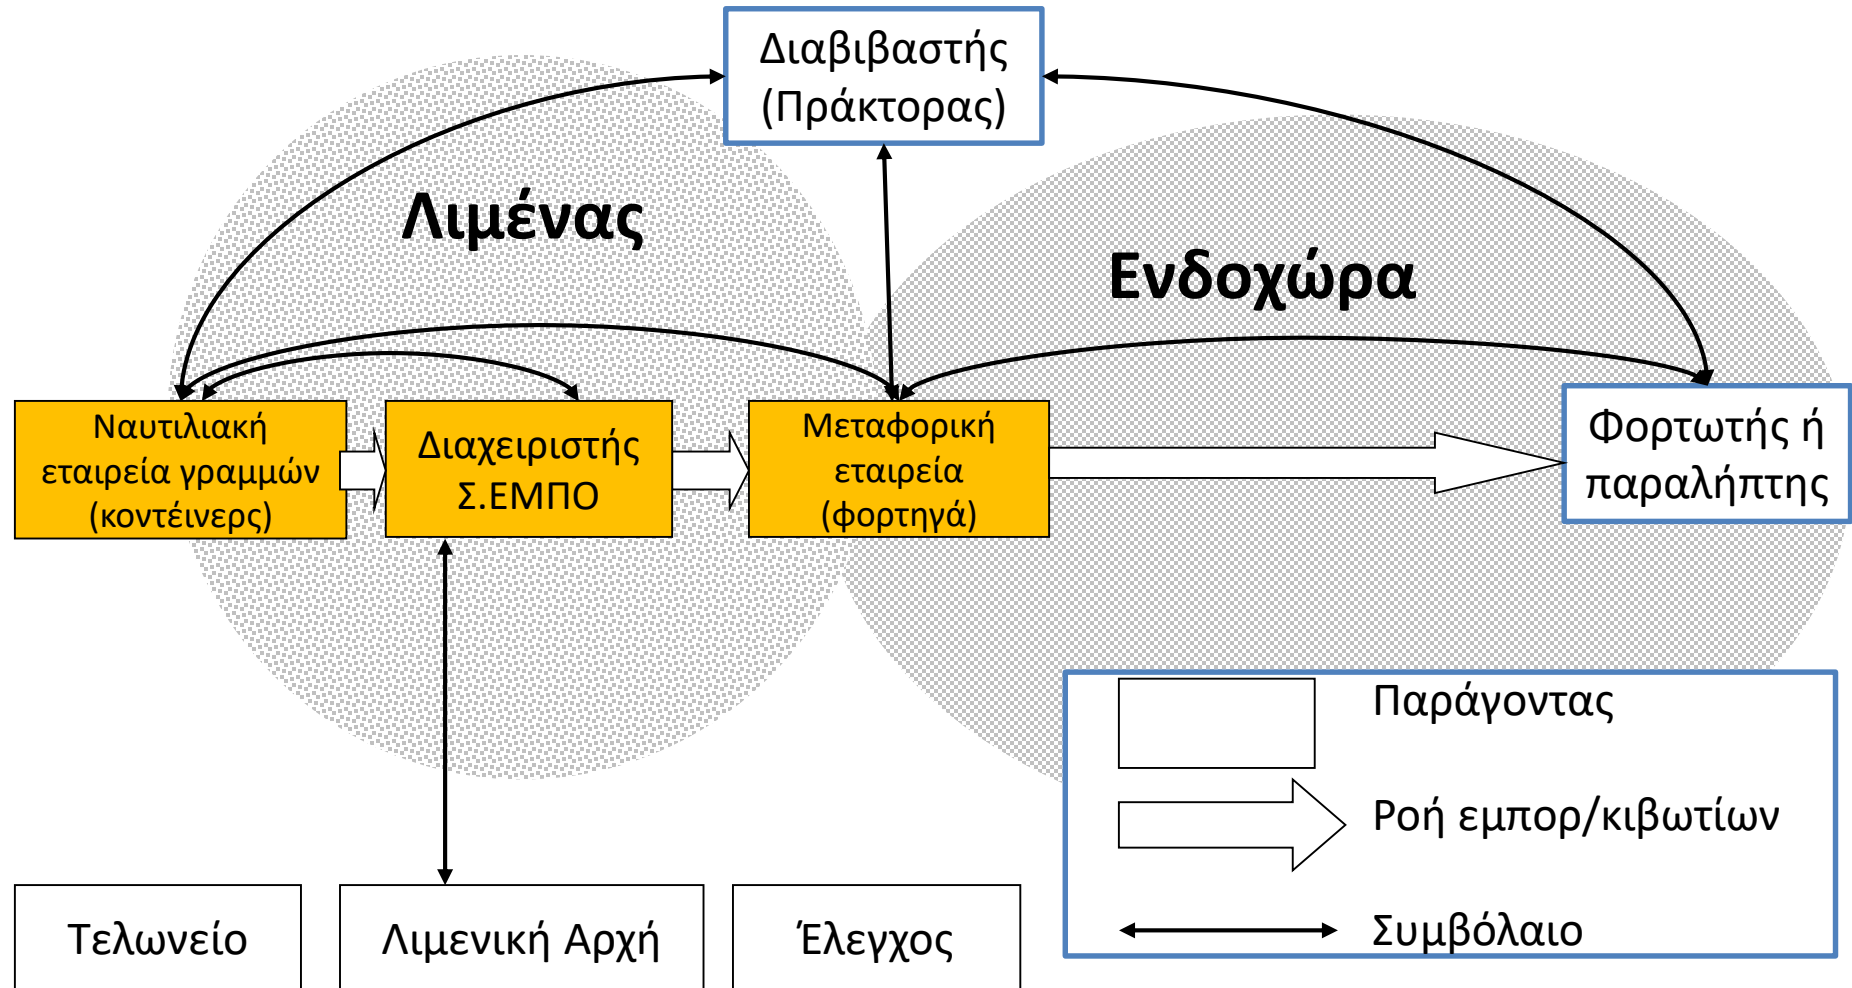 Διαβιβαστής
(Πράκτορας)
Λιμένας
Ενδοχώρα
Ναυτιλιακή
εταιρεία γραμμών
(κοντέινερς)
Διαχειριστής
Σ.ΕΜΠΟ
Μεταφορική
εταιρεία
(φορτηγά)
Φορτωτής ή
παραλήπτης
Παράγοντας
Ροή εμπορ/κιβωτίων
Συμβόλαιο
Τελωνείο
Λιμενική Αρχή
Έλεγχος